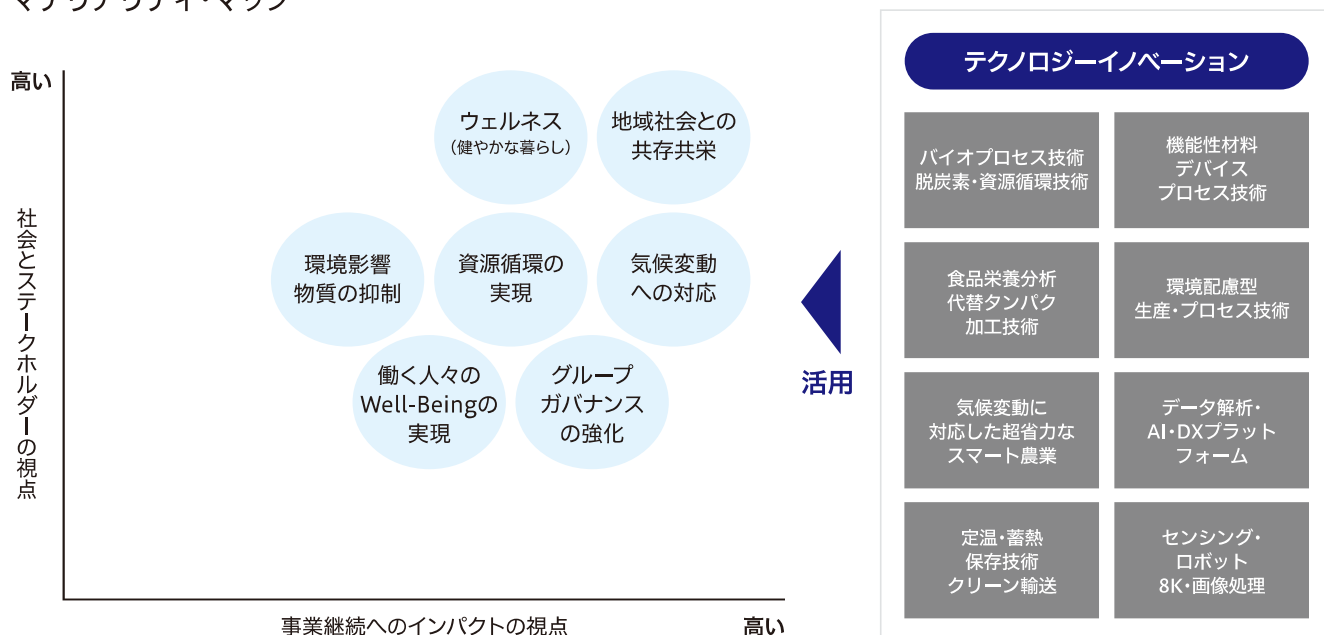 マテリアリティ・マップ
高い
社会とステークホルダーの視点
ウェルネス
(健やかな暮らし)
地域社会との
共存共栄
環境影響
物質の抑制
資源循環の
実現
気候変動
への対応
働く人々の
Well-Beingの
実現
グループ
ガバナンス
の強化
事業継続へのインパクトの視点
高い
活用
テクノロジーイノベーション
バイオプロセス技術
脱炭素・資源循環技術
機能性材料
デバイス
プロセス技術
食品栄養分析
代替タンパク
加工技術
環境配慮型
生産・プロセス技術
気候変動に
対応した超省力な
スマート農業
データ解析・
AI・DXプラット
フォーム
定温・蓄熱
保存技術
クリーン輸送
センシング・
ロボット
8K・画像処理